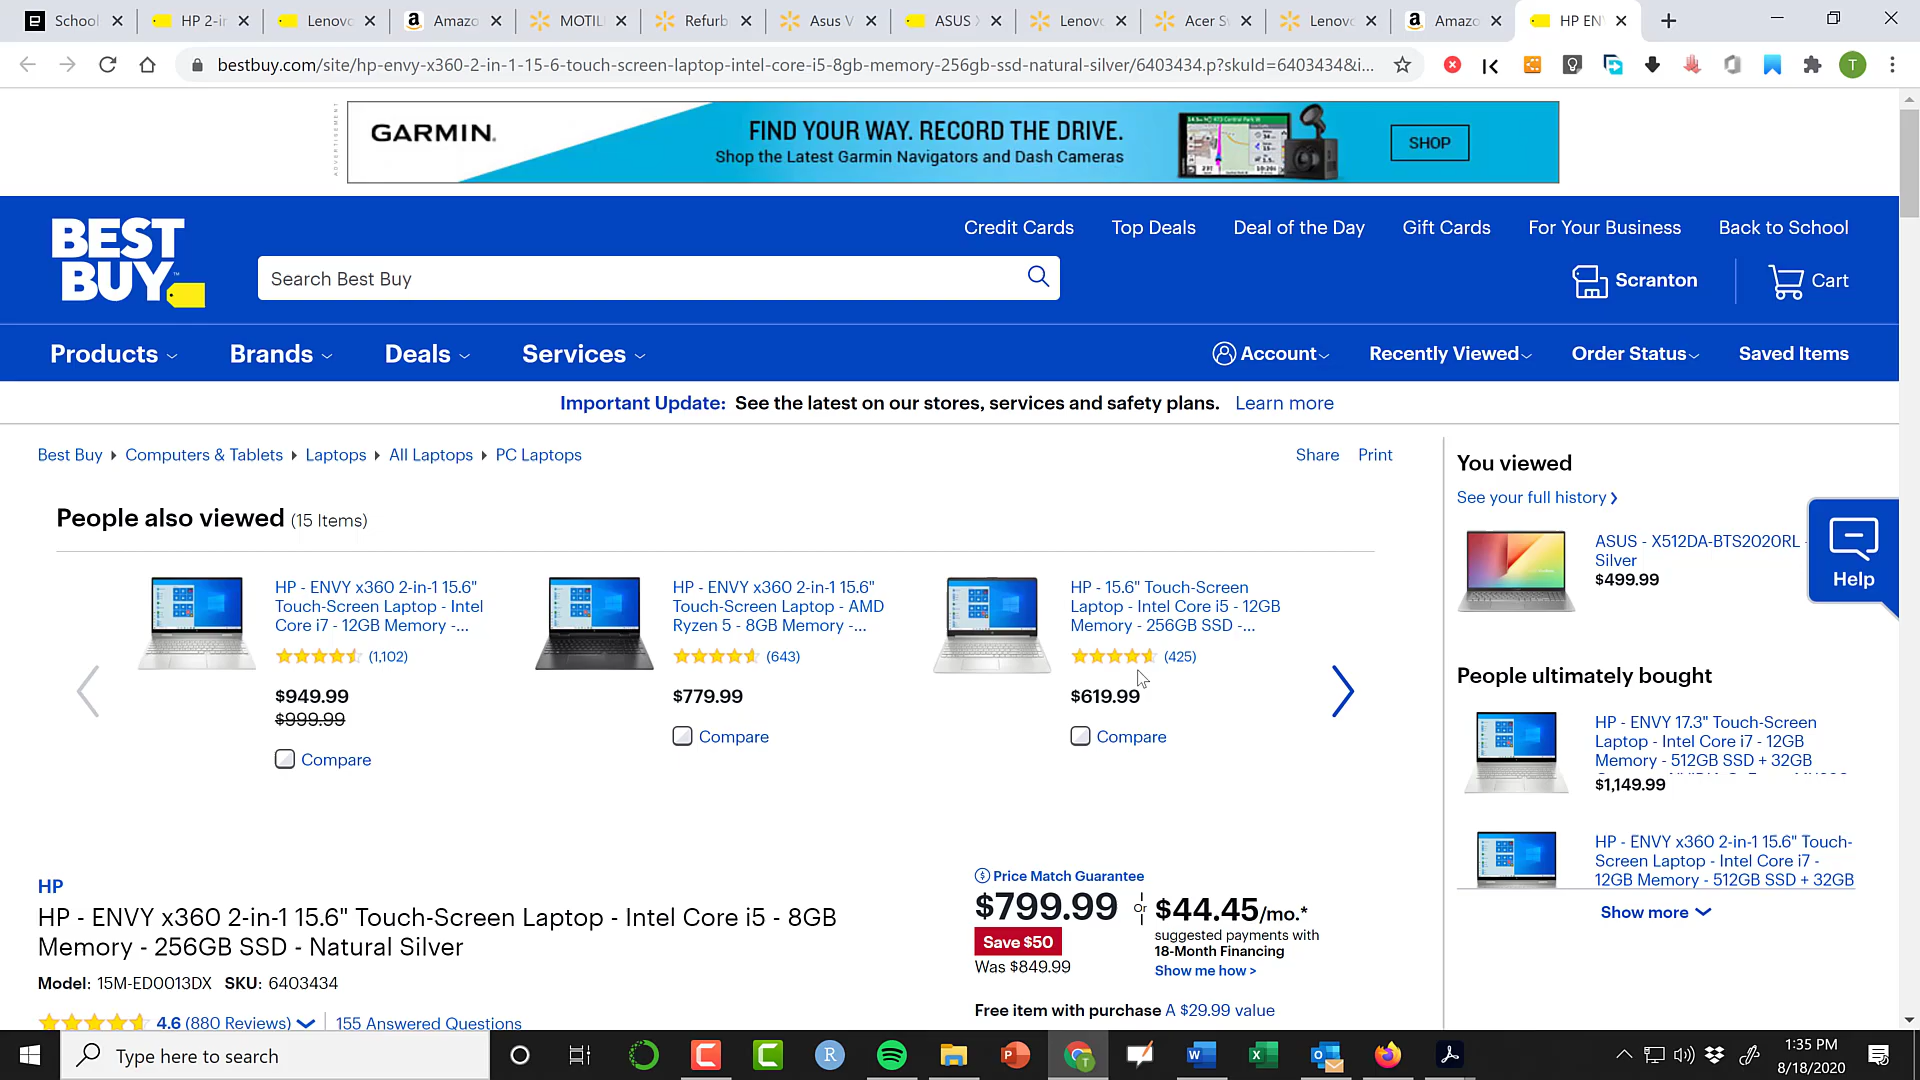 School
HP 2-in
Lenovo
Amazo
MOTIL
Refurb
Asus V
ASUS
Lenovo
Acer Sw
Lenovo
Amazo
HP EN
bestbuy.com/site/hp-envy-x360-2-in-1-15-6-touch-screen-laptop-intel-core-i5-8gb-memory-256gb-ssd-natural-silver/6403434.p?skuId=6403434&i...
T
ADVERTISEMENT
GARMIN.
FIND YOUR WAY. RECORD THE DRIVE.
Shop the Latest Garmin Navigators and Dash Cameras
SHOP
Credit Cards Top Deals Deal of the Day Gift Cards For Your Business Back to School
BEST
BUY
Search Best Buy
Scranton
Cart
Products Brands Deals Services
Account Recently Viewed Order Status Saved Items
Important Update: See the latest on our stores, services and safety plans. Learn more
Best Buy Computers & Tablets Laptops All Laptops PC Laptops
Share Print
People also viewed (15 Items)
HP - ENVY x360 2-in-1 15.6"
Touch-Screen Laptop - Intel
Core i7 - 12GB Memory -...
(1,102)
$949.99
$999.99
Compare
HP - ENVY x360 2-in-1 15.6"
Touch-Screen Laptop - AMD
Ryzen 5 - 8GB Memory -...
(643)
$779.99
Compare
HP - 15.6" Touch-Screen
Laptop - Intel Core i5 - 12GB
Memory - 256GB SSD -...
(425)
$619.99
Compare
You viewed
See your full history
ASUS - X512DA-BTS2020RL -
Silver
$499.99
Help
People ultimately bought
HP - ENVY 17.3" Touch-Screen
Laptop - Intel Core i7 - 12GB
Memory - 512GB SSD + 32GB
$1,149.99
HP - ENVY x360 2-in-1 15.6" Touch-
Screen Laptop - Intel Core i7 -
12GB Memory - 512GB SSD + 32GB
Show more
HP
HP - ENVY x360 2-in-1 15.6" Touch-Screen Laptop - Intel Core i5 - 8GB
Memory - 256GB SSD - Natural Silver
Model: 15M-ED0013DX SKU: 6403434
4.6 (880 Reviews) 155 Answered Questions
Price Match Guarantee
$799.99
Save $50
Was $849.99
Or
$44.45/mo.*
suggested payments with
18-Month Financing
Show me how >
Free item with purchase A $29.99 value
Type here to search
1:35 PM
8/18/2020